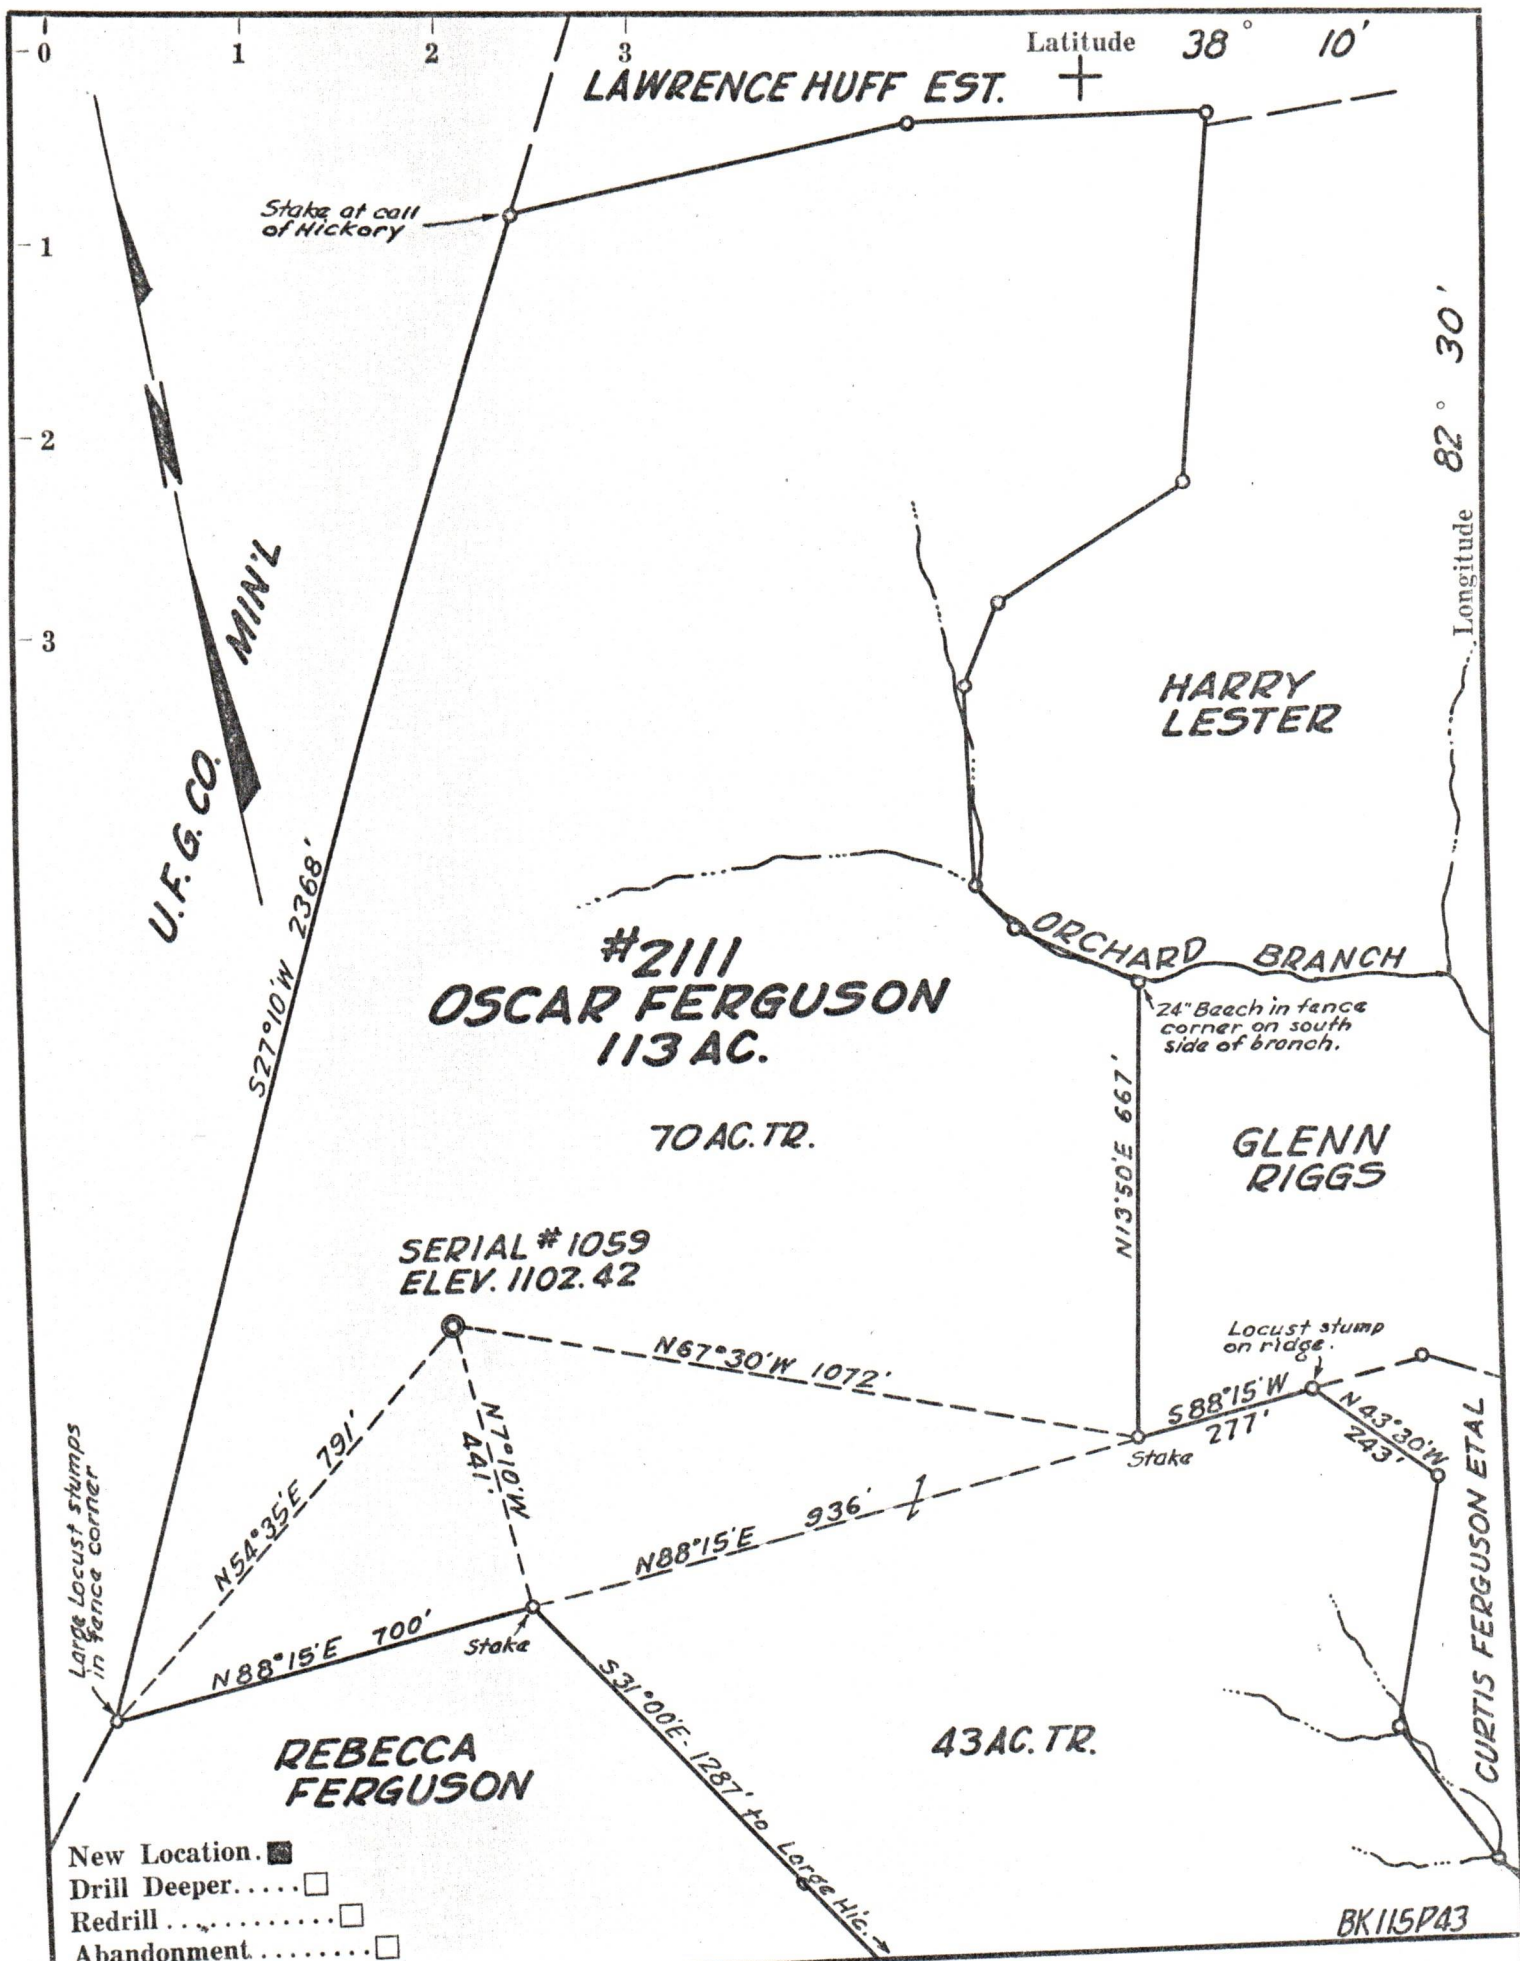 0 1 2 3
Latitude 38° 10'
LAWRENCE HUFF EST.
Stake at call
of Hickory
1
2
3
Longitude 82° 30'
N
U.F.G.CO. MIN'L
S27°10'W 2368'
HARRY
LESTER
ORCHARD BRANCH
#2111
OSCAR FERGUSON
113 AC.
24" Beech in fence
corner on south
side of branch.
70 AC. TR.
N13°50'E 667'
GLENN
RIGGS
SERIAL #1059
ELEV. 1102.42
Locust stump
on ridge.
N67°30'W 1072'
S88°15'W
277'
N43°30'W
243'
Stake
N7°10'W
441'
N54°35'E 791'
Large Locust stumps
in fence corner
N88°15'E 936'
N88°15'E 700'
Stake
S31°00'E - 1287' to Large Hic.
CURTIS FERGUSON ETAL
REBECCA
FERGUSON
43 AC. TR.
New Location. ■
Drill Deeper..... □
Redrill ............ □
Abandonment......... □
BK115P43